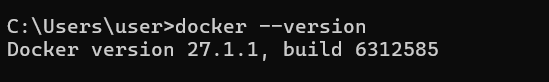 C:\Users\user>docker --version
Docker version 27.1.1, build 6312585